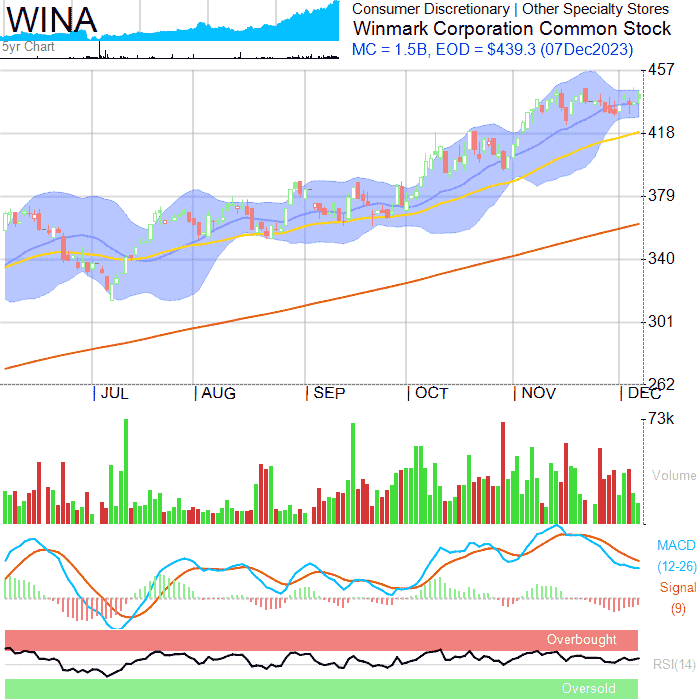 WINA
5yr Chart
Consumer Discretionary | Other Specialty Stores
Winmark Corporation Common Stock
MC = 1.5B, EOD = $439.3 (07Dec2023)
457
418
379
340
301
262
JUL
AUG
SEP
OCT
NOV
DEC
73k
Volume
MACD
(12-26)
Signal
(9)
Overbought
RSI(14)
Oversold